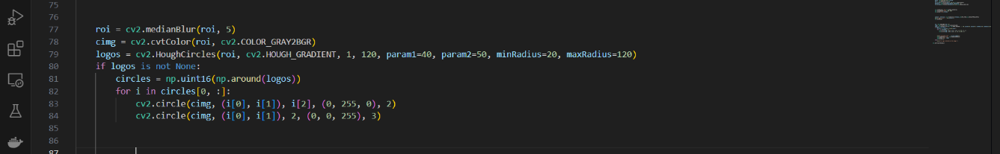 75
76
77 roi = cv2.medianBlur(roi, 5)
78 cimg = cv2.cvtColor(roi, cv2.COLOR_GRAY2BGR)
79 logos = cv2.HoughCircles(roi, cv2.HOUGH_GRADIENT, 1, 120, param1=40, param2=50, minRadius=20, maxRadius=120)
80 if logos is not None:
81 circles = np.uint16(np.around(logos))
82 for i in circles[0, :]:
83 cv2.circle(cimg, (i[0], i[1]), i[2], (0, 255, 0), 2)
84 cv2.circle(cimg, (i[0], i[1]), 2, (0, 0, 255), 3)
85
86
87